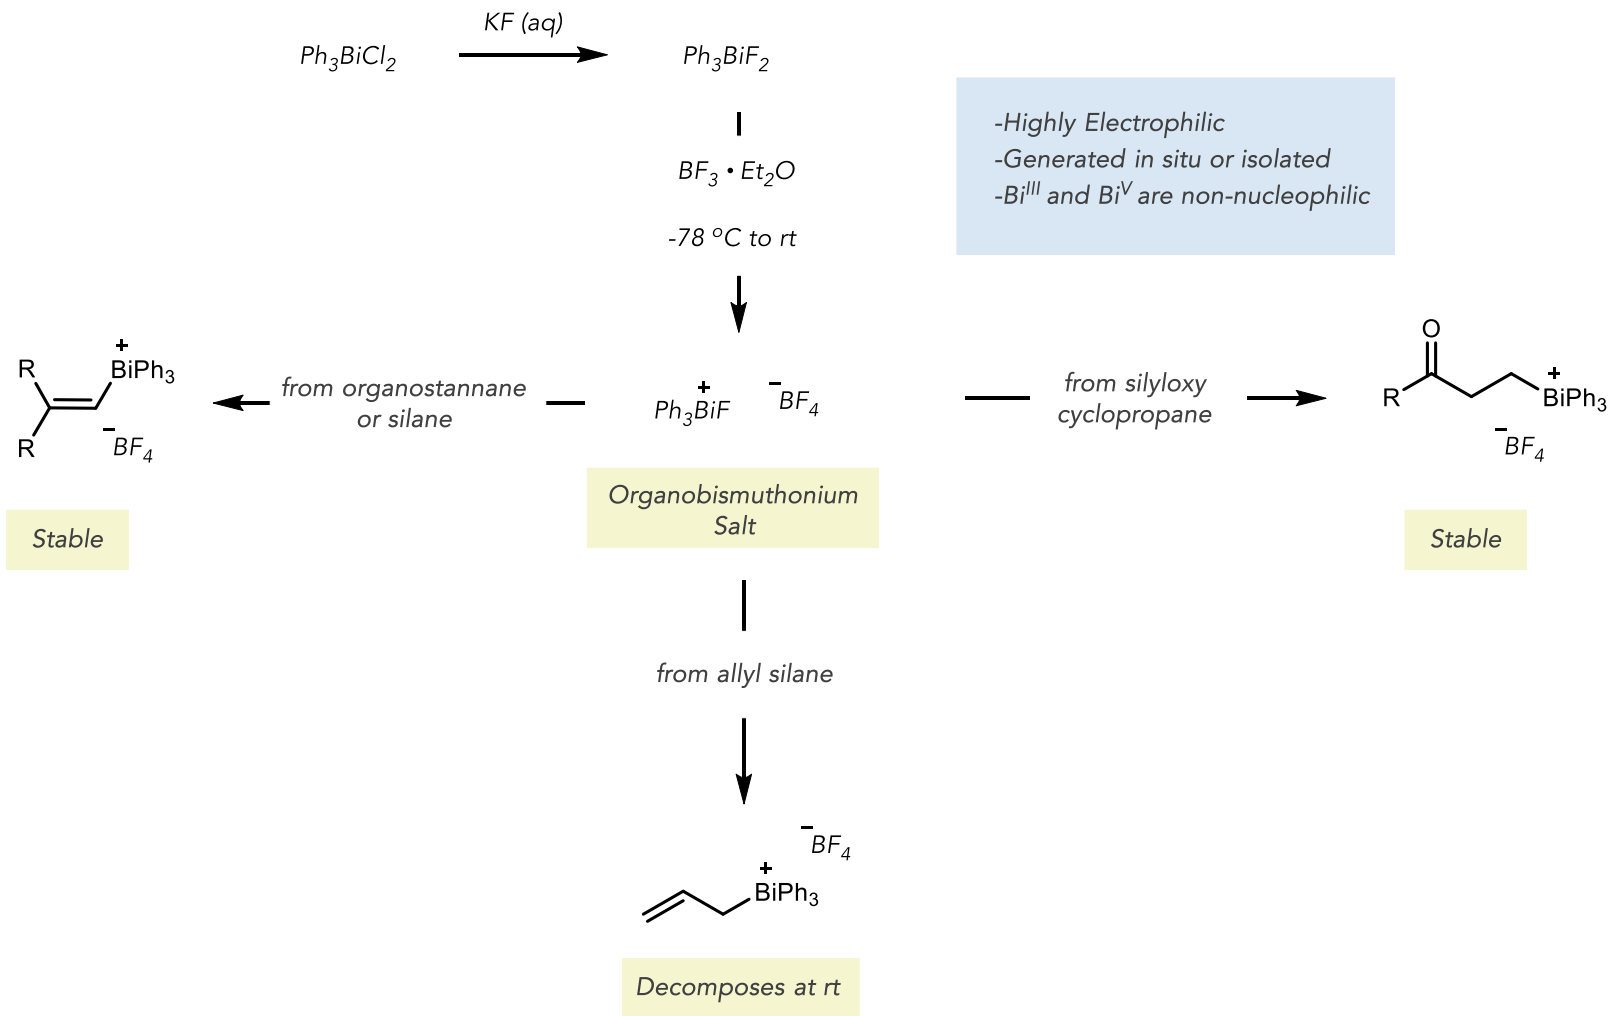 KF (aq)
Ph3BiCl2
Ph3BiF2
-Highly Electrophilic
-Generated in situ or isolated
-BiIII and BiV are non-nucleophilic
BF3 • Et2O
-78 oC to rt
R
+
BiPh3
R
−BF4
from organostannane
or silane
+
Ph3BiF
−BF4
from silyloxy
cyclopropane
O
R
+
BiPh3
−BF4
Organobismuthonium
Salt
Stable
Stable
from allyl silane
−BF4
+
BiPh3
Decomposes at rt